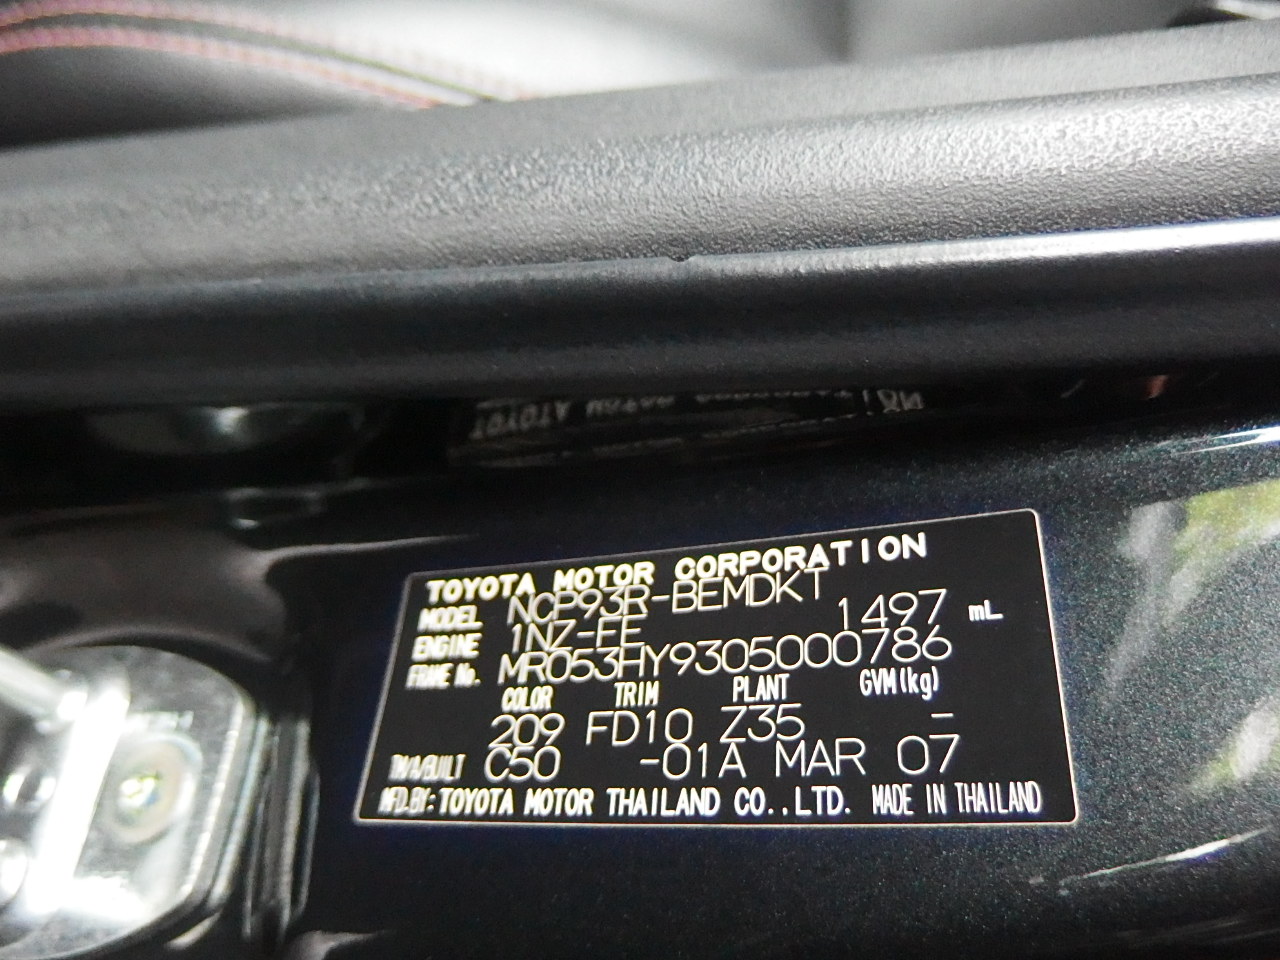 TOYOTA MOTOR CORPORATION
MODEL NCP93R-BEMDKT
ENGINE 1NZ-FE 1497 mL
FRAME No. MR053HY9305000786
COLOR TRIM PLANT GVM(kg)
209 FD10 Z35 -
TM/A/BUILT C50 -01A MAR 07
MFD.BY:TOYOTA MOTOR THAILAND CO.,LTD. MADE IN THAILAND